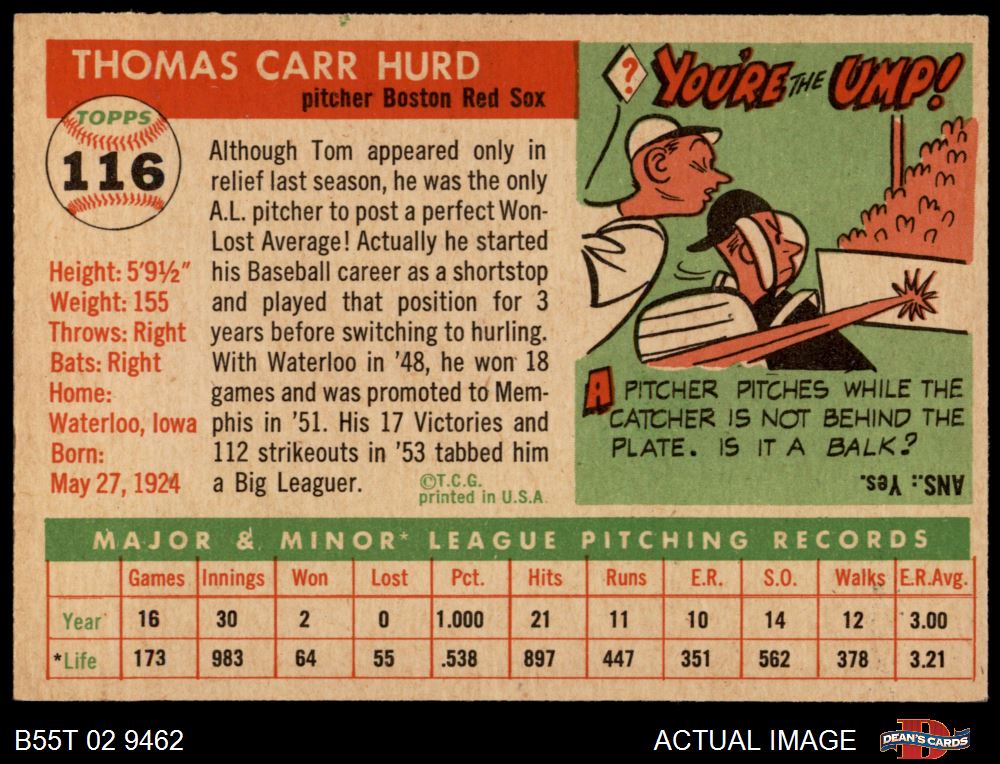 THOMAS CARR HURD
pitcher Boston Red Sox
TOPPS
116
Height: 5'9½"
Weight: 155
Throws: Right
Bats: Right
Home:
Waterloo, Iowa
Born:
May 27, 1924
Although Tom appeared only in
relief last season, he was the only
A.L. pitcher to post a perfect Won-
Lost Average! Actually he started
his Baseball career as a shortstop
and played that position for 3
years before switching to hurling.
With Waterloo in '48, he won 18
games and was promoted to Mem-
phis in '51. His 17 Victories and
112 strikeouts in '53 tabbed him
a Big Leaguer.
©T.C.G.
printed in U.S.A.
? YOU'RE THE UMP!
A PITCHER PITCHES WHILE THE
CATCHER IS NOT BEHIND THE
PLATE. IS IT A BALK?
ANS.: Yes.
MAJOR & MINOR* LEAGUE PITCHING RECORDS
Games Innings Won Lost Pct. Hits Runs E.R. S.O. Walks E.R.Avg.
Year 16 30 2 0 1.000 21 11 10 14 12 3.00
*Life 173 983 64 55 .538 897 447 351 562 378 3.21
B55T 02 9462
ACTUAL IMAGE
D
DEAN'S CARDS